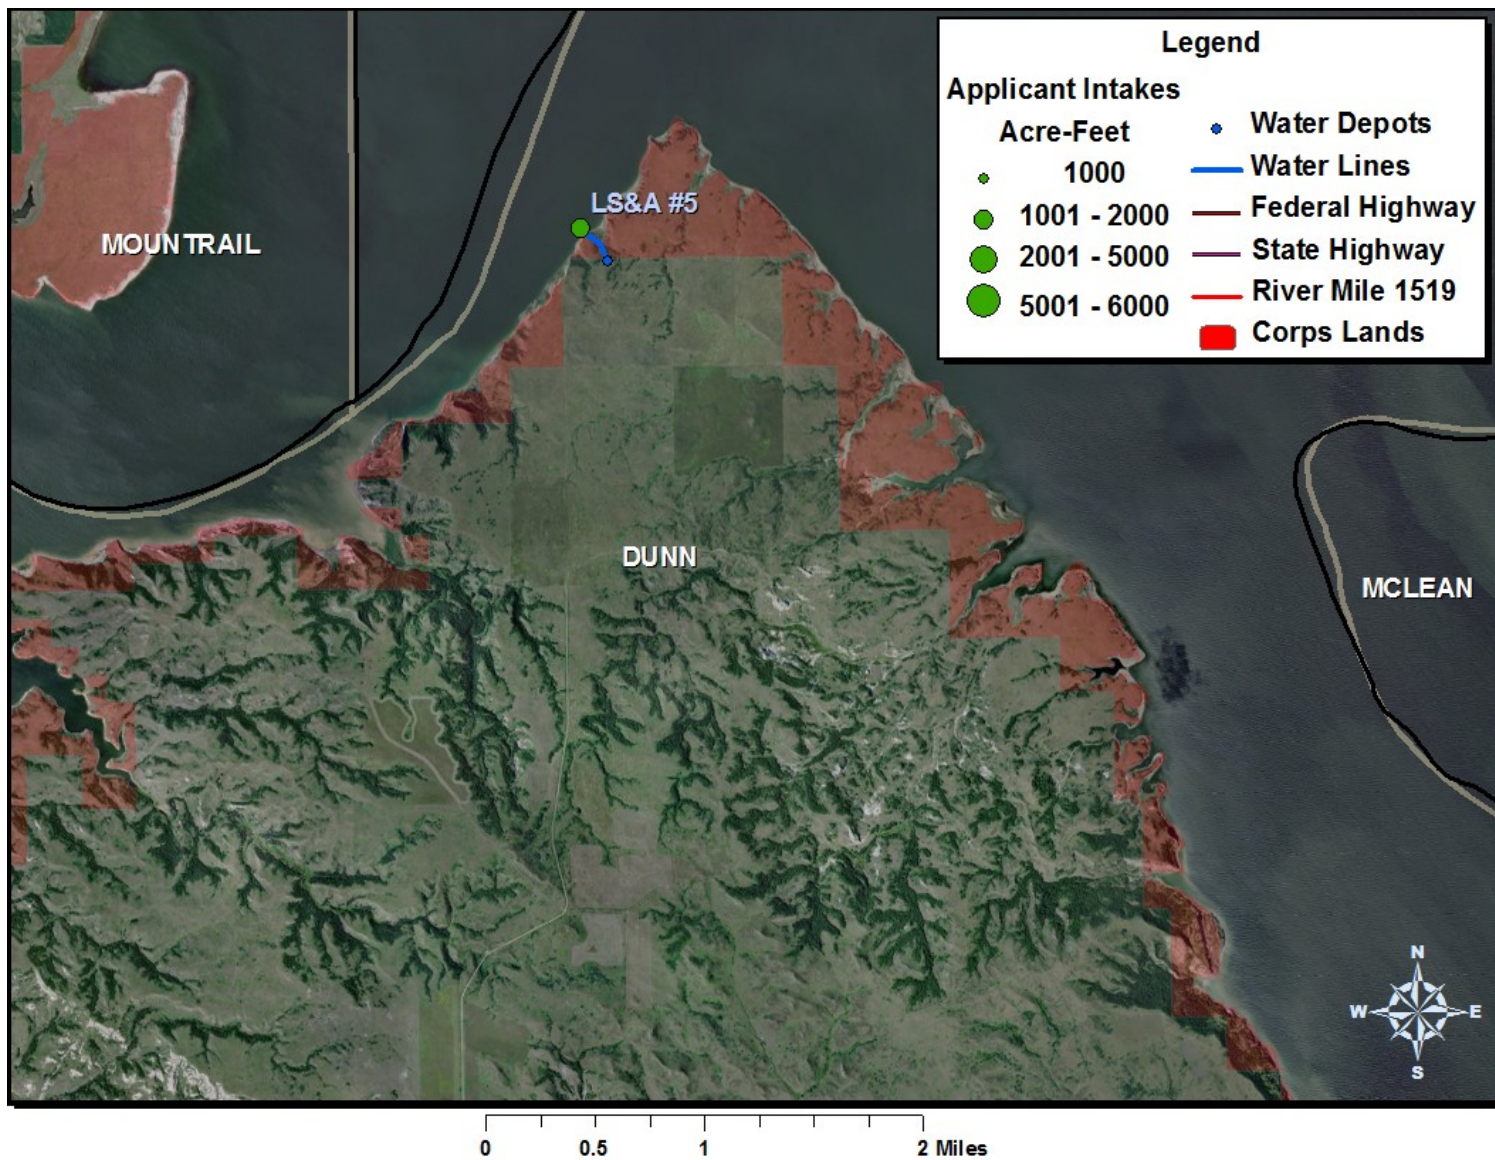 Legend
Applicant Intakes
Acre-Feet
1000
1001 - 2000
2001 - 5000
5001 - 6000
Water Depots
Water Lines
Federal Highway
State Highway
River Mile 1519
Corps Lands
LS&A #5
MOUNTRAIL
DUNN
MCLEAN
N
W E
S
0 0.5 1 2 Miles